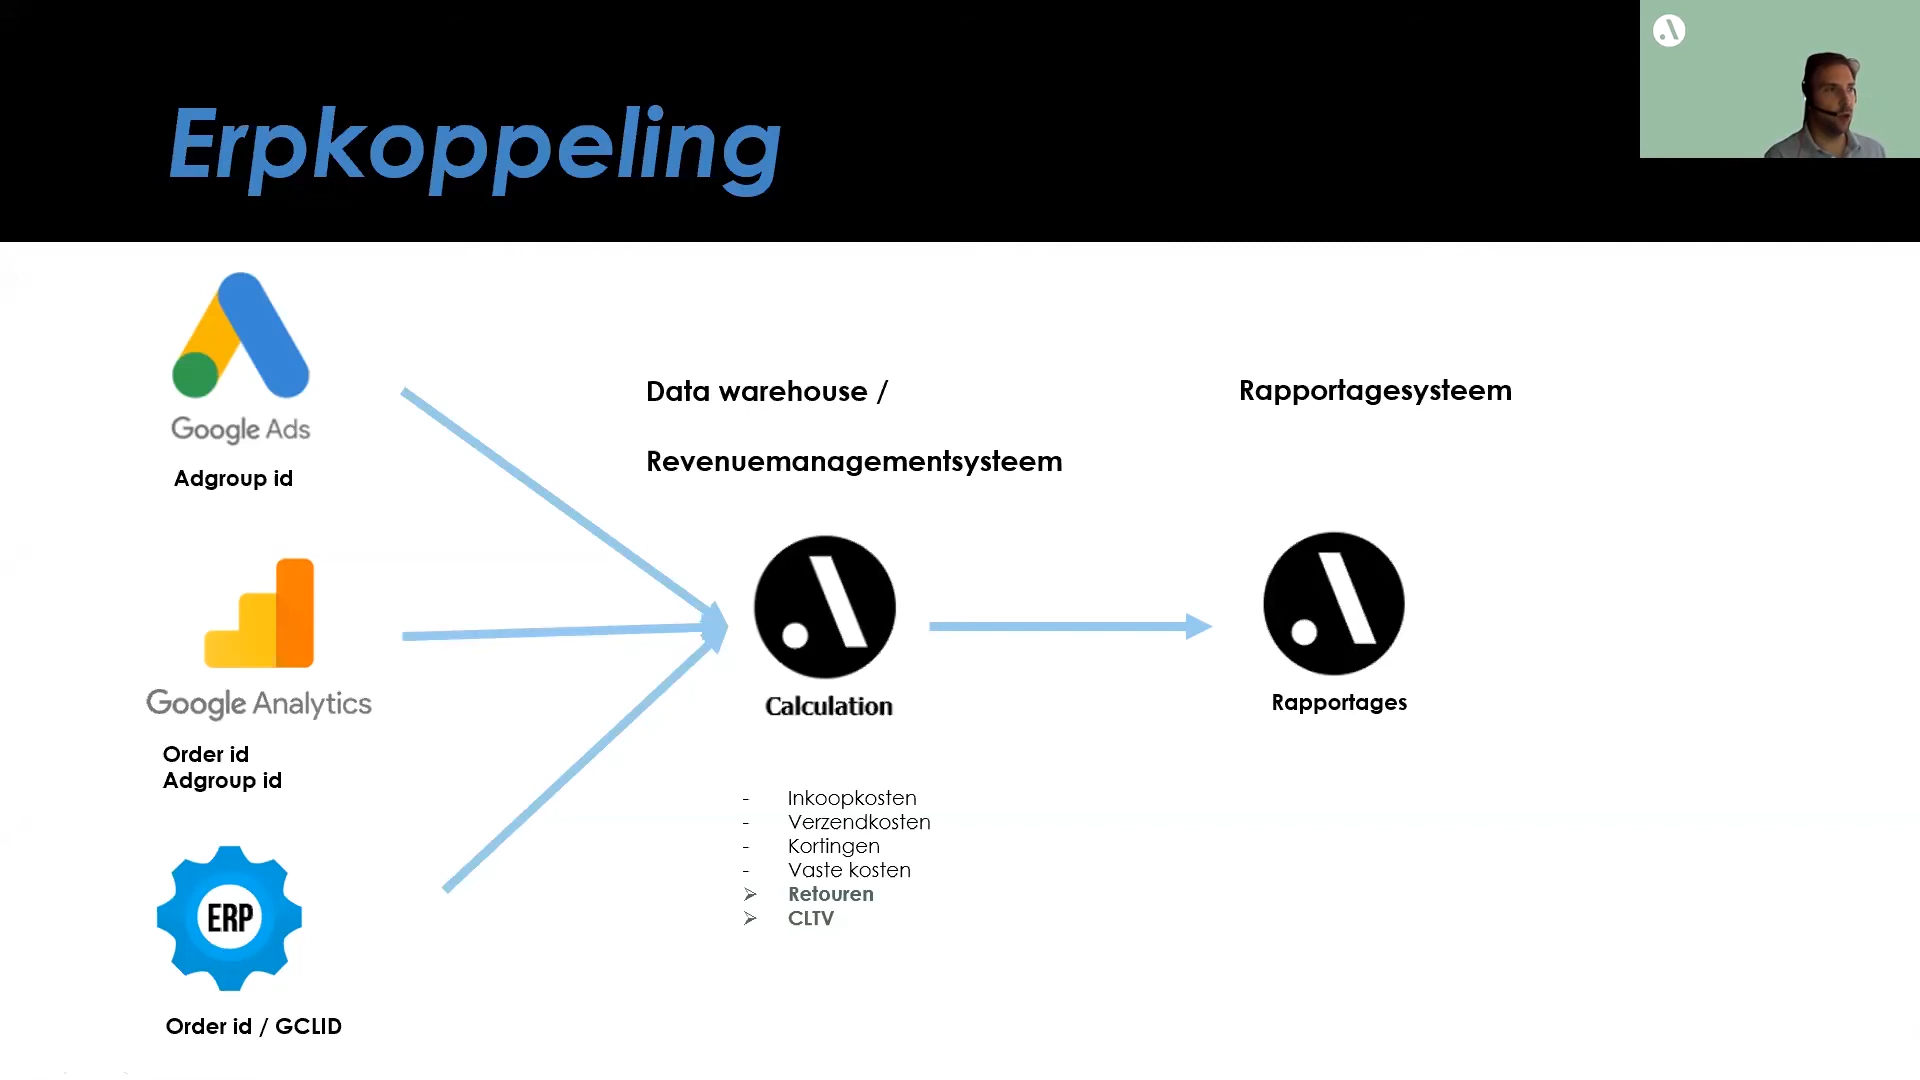 Erpkoppeling
Google Ads
Adgroup id
Google Analytics
Order id
Adgroup id
ERP
Order id / GCLID
Data warehouse /
Revenuemanagementsysteem
Calculation
- Inkoopkosten
- Verzendkosten
- Kortingen
- Vaste kosten
➢ Retouren
➢ CLTV
Rapportagesysteem
Rapportages